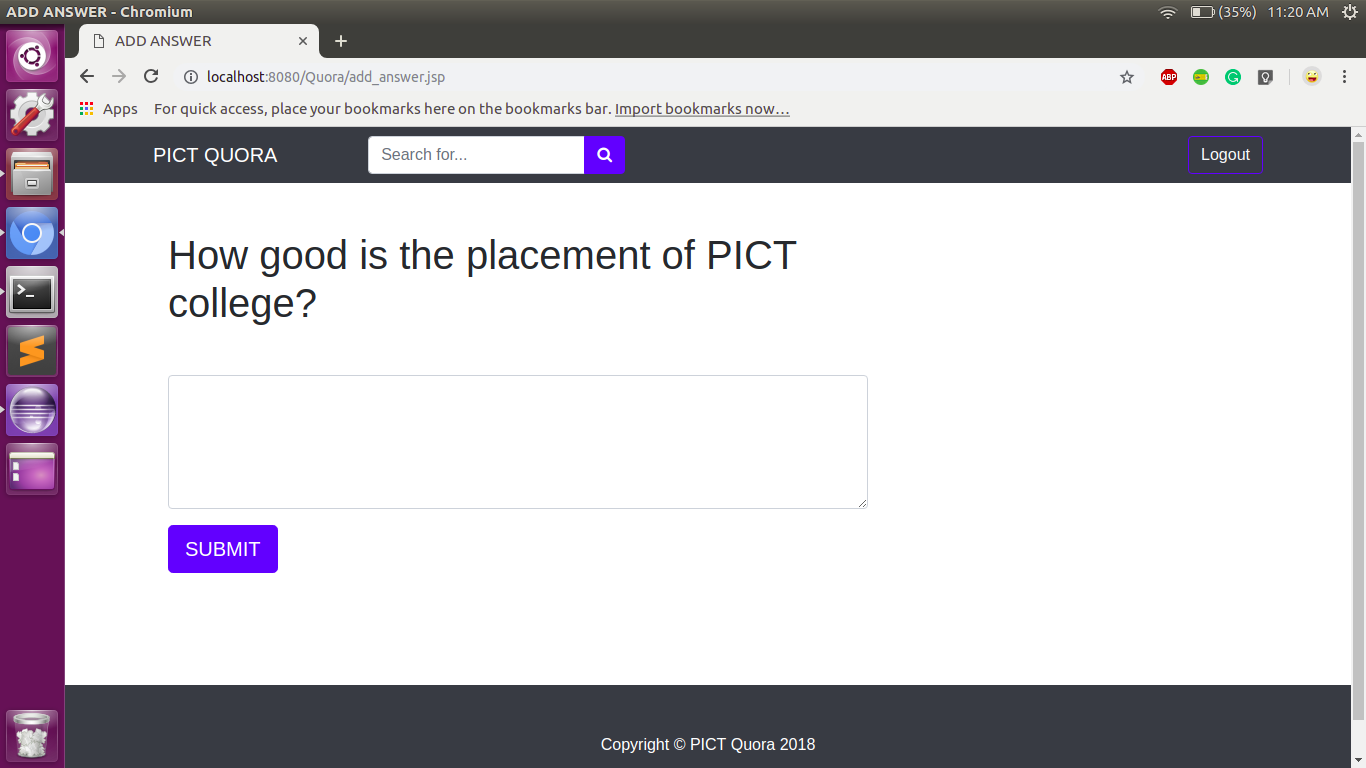 ADD ANSWER - Chromium
(35%) 11:20 AM
ADD ANSWER
localhost:8080/Quora/add_answer.jsp
ABP
Apps For quick access, place your bookmarks here on the bookmarks bar. Import bookmarks now...
PICT QUORA Search for... Logout
How good is the placement of PICT
college?
SUBMIT
Copyright © PICT Quora 2018